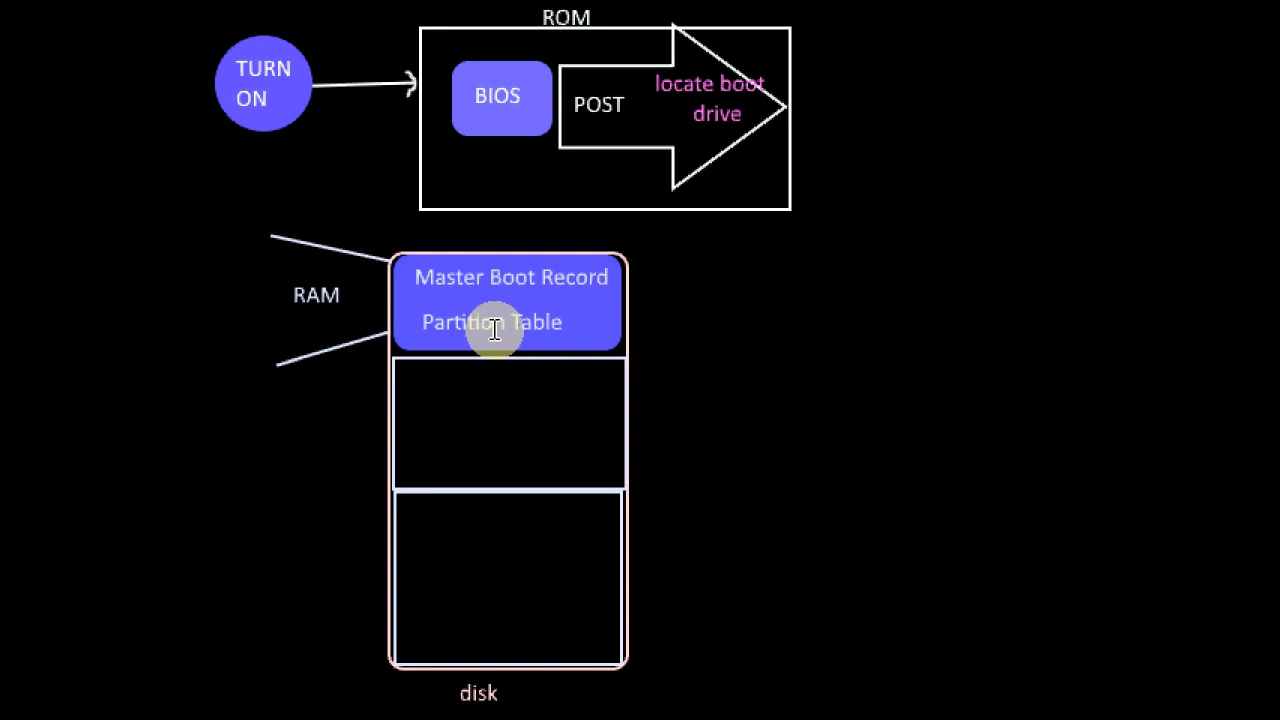 ROM
TURN
ON
BIOS
POST
locate boot
drive
Master Boot Record
RAM
Partition Table
disk